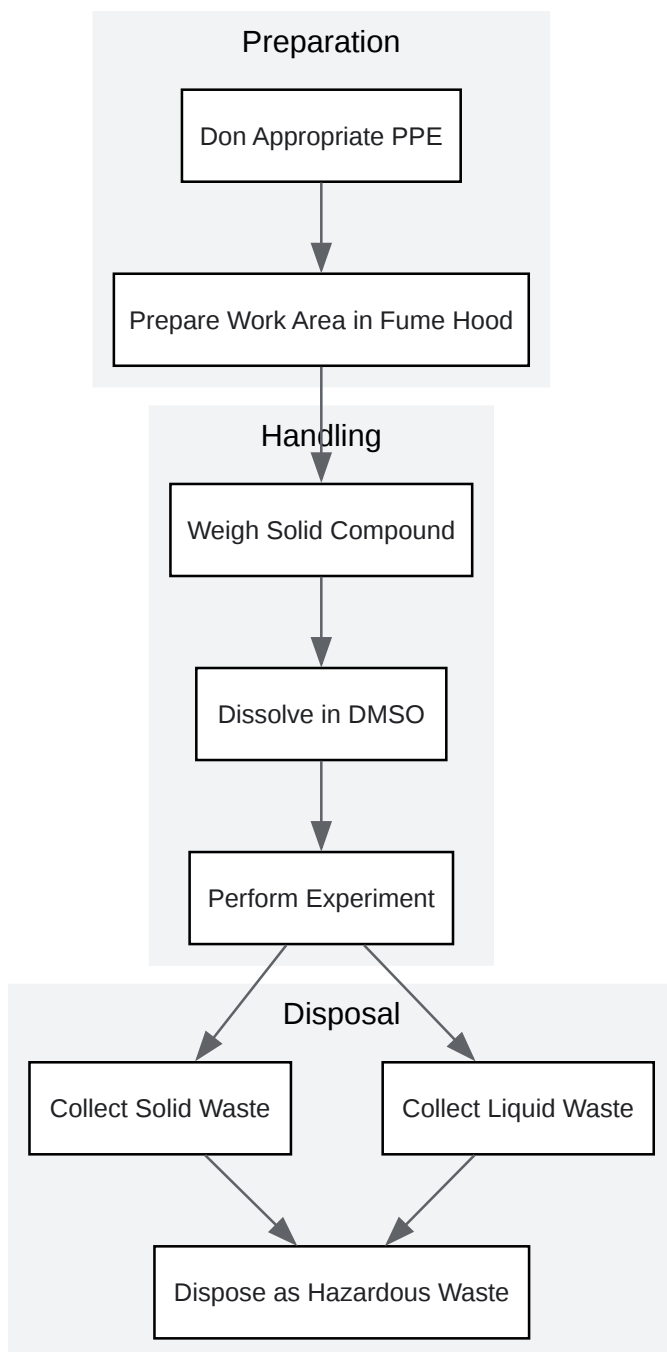 Preparation
Don Appropriate PPE
Prepare Work Area in Fume Hood
Handling
Weigh Solid Compound
Dissolve in DMSO
Perform Experiment
Disposal
Collect Solid Waste
Collect Liquid Waste
Dispose as Hazardous Waste